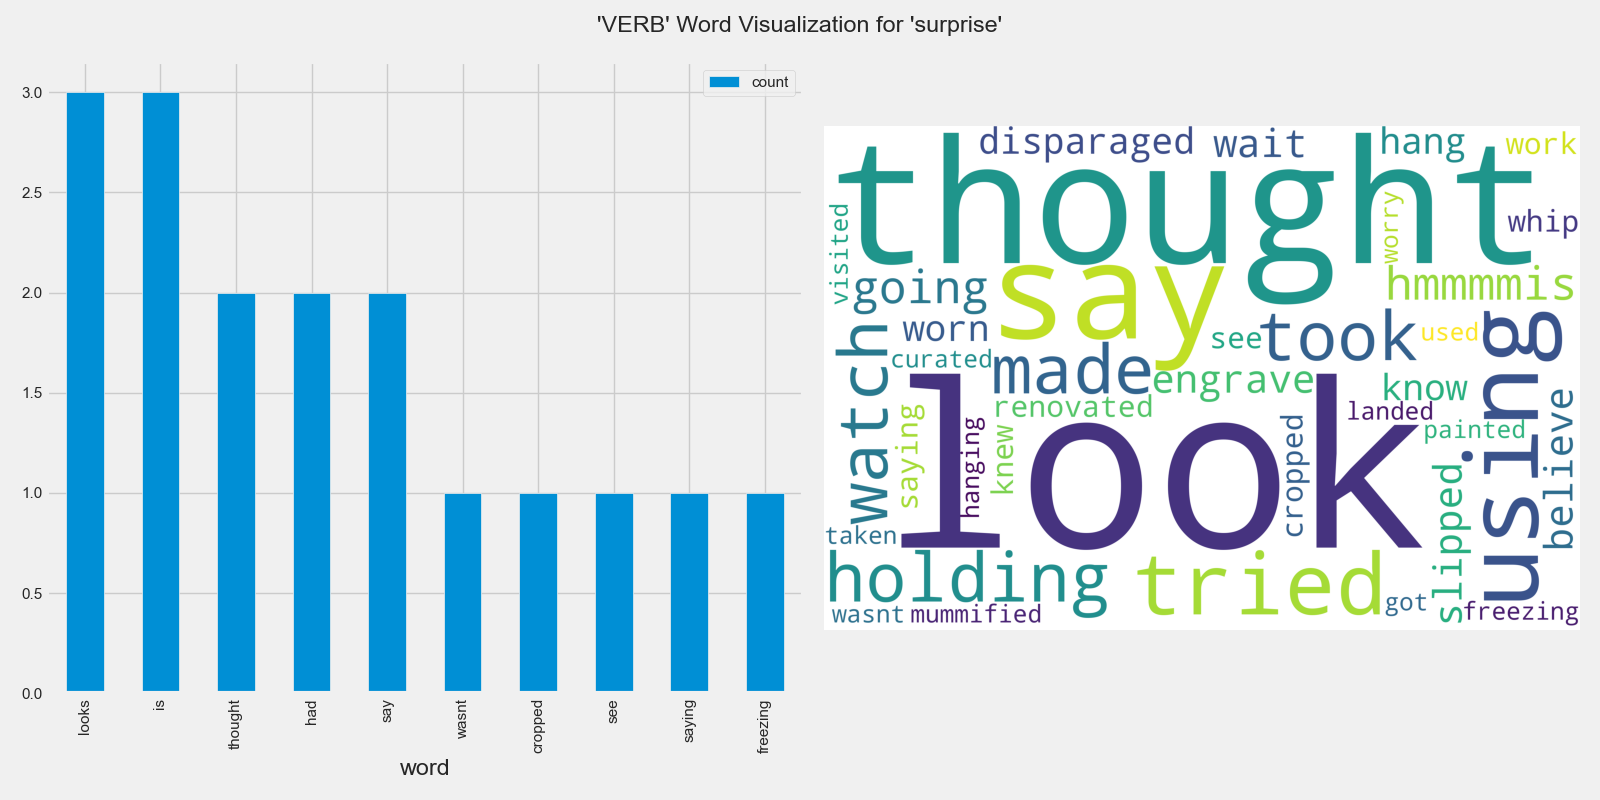 'VERB' Word Visualization for 'surprise'
count
3.0
2.5
2.0
1.5
1.0
0.5
0.0
looks
is
thought
had
say
wasnt
cropped
see
saying
freezing
word
disparaged
wait
hang
work
thought
visited
worry
whip
going
say
hmmmmis
worn
see
took
used
using
watch
curated
made
engrave
know
believe
look
renovated
landed
painted
saying
hanging
knew
cropped
slipped
taken
holding
tried
got
freezing
wasnt
mummified